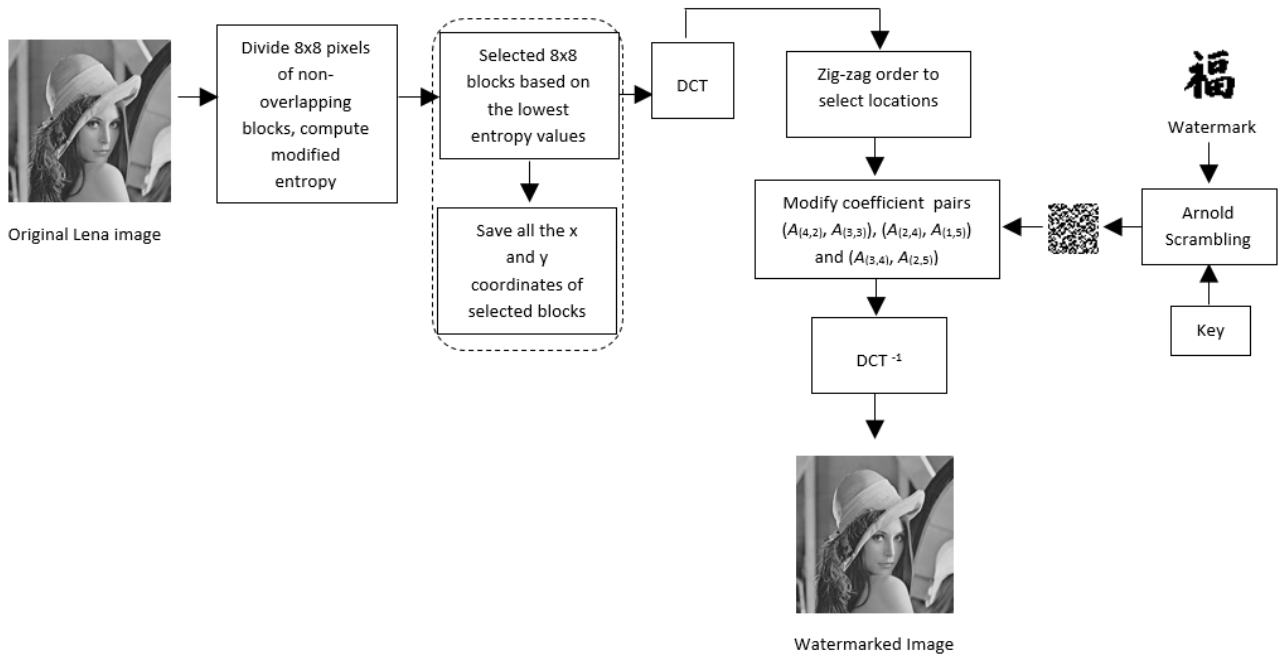 Original Lena image
Divide 8x8 pixels
of non-
overlapping
blocks, compute
modified
entropy
Selected 8x8
blocks based on
the lowest
entropy values
Save all the x
and y
coordinates of
selected blocks
DCT
Zig-zag order to
select locations
Modify coefficient pairs
(A(4,2), A(3,3)), (A(2,4), A(1,5))
and (A(3,4), A(2,5))
福
Watermark
Arnold
Scrambling
Key
DCT -1
Watermarked Image